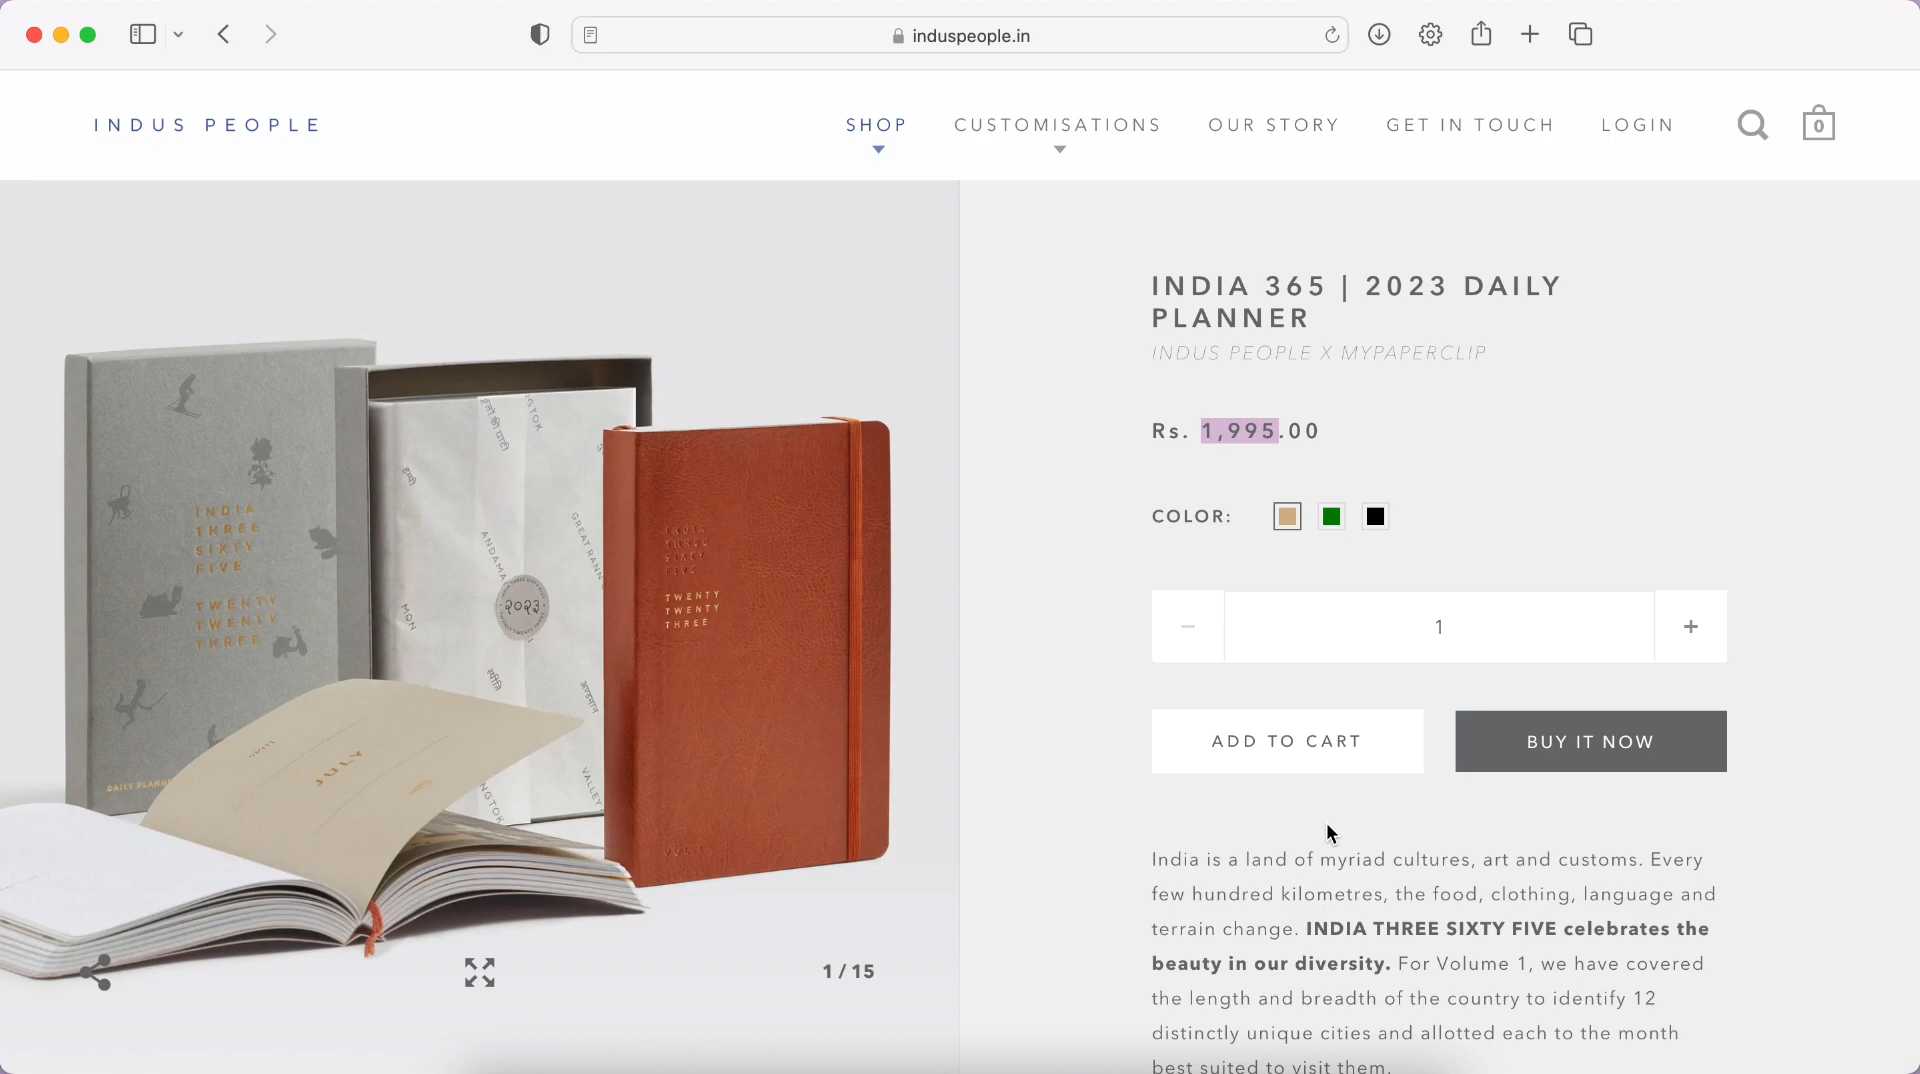 induspeople.in
INDUS PEOPLE
SHOP
CUSTOMISATIONS
OUR STORY
GET IN TOUCH
LOGIN
0
INDIA 365 | 2023 DAILY
PLANNER
INDUS PEOPLE X MYPAPERCLIP
Rs. 1,995.00
COLOR:
1
ADD TO CART
BUY IT NOW
India is a land of myriad cultures, art and customs. Every
few hundred kilometres, the food, clothing, language and
terrain change. INDIA THREE SIXTY FIVE celebrates the
beauty in our diversity. For Volume 1, we have covered
the length and breadth of the country to identify 12
distinctly unique cities and allotted each to the month
best suited to visit them.
INDIA
THREE
SIXTY
FIVE
TWENTY
TWENTY
THREE
DAILY
२०२३
GREAT RANN
VALLEY
INDIA
THREE
SIXTY
FIVE
TWENTY
TWENTY
THREE
JULY
1 / 15